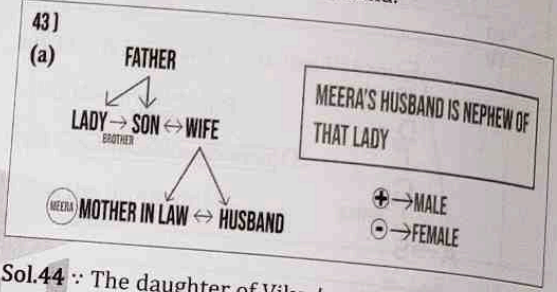 43)
(a)
FATHER
LADY → SON ↔ WIFE
BROTHER
MEERA MOTHER IN LAW ↔ HUSBAND
MEERA'S HUSBAND IS NEPHEW OF
THAT LADY
+ → MALE
- → FEMALE
Sol.44 ∵ The daughter of